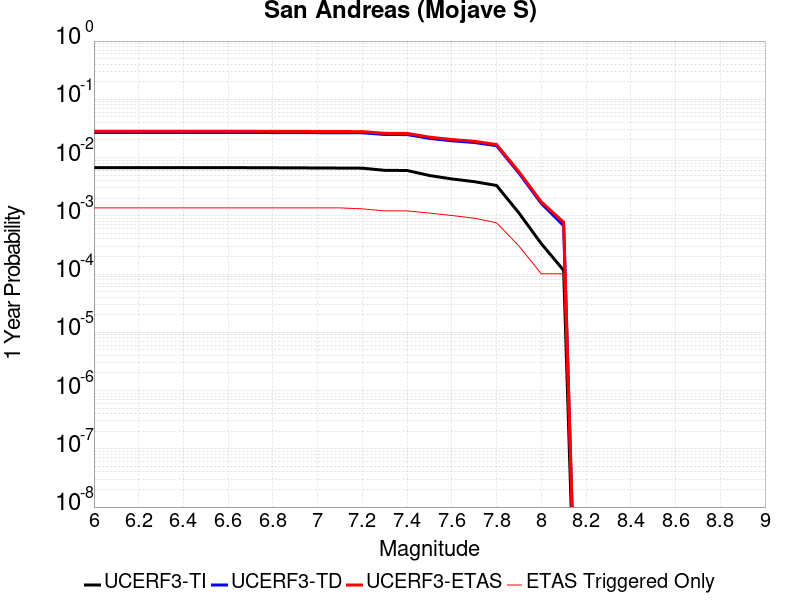 San Andreas (Mojave S)
10^0
10^-1
10^-2
10^-3
10^-4
10^-5
10^-6
10^-7
10^-8
1 Year Probability
6 6.2 6.4 6.6 6.8 7 7.2 7.4 7.6 7.8 8 8.2 8.4 8.6 8.8 9
Magnitude
UCERF3-TI UCERF3-TD UCERF3-ETAS ETAS Triggered Only